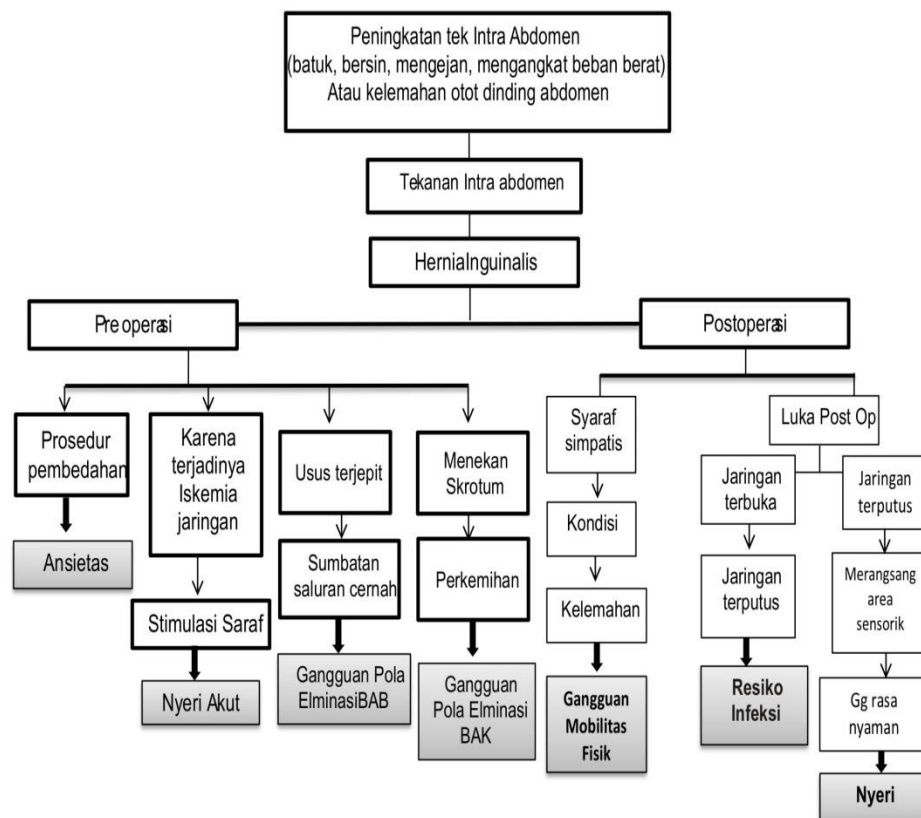 Peningkatan tek Intra Abdomen
(batuk, bersin, mengejan, mengangkat beban berat)
Atau kelemahan otot dinding abdomen
Tekanan Intra abdomen
HerniaInguinalis
Pre operasi
Postoperasi
Prosedur
pembedahan
Ansietas
Karena
terjadinya
Iskemia
jaringan
Stimulasi Saraf
Nyeri Akut
Usus terjepit
Sumbatan
saluran cernah
Gangguan Pola
ElminasiBAB
Menekan
Skrotum
Perkemihan
Gangguan
Pola Elminasi
BAK
Syaraf
simpatis
Kondisi
Kelemahan
Gangguan
Mobilitas
Fisik
Luka Post Op
Jaringan
terbuka
Jaringan
terputus
Resiko
Infeksi
Jaringan
terputus
Merangsang
area
sensorik
Gg rasa
nyaman
Nyeri